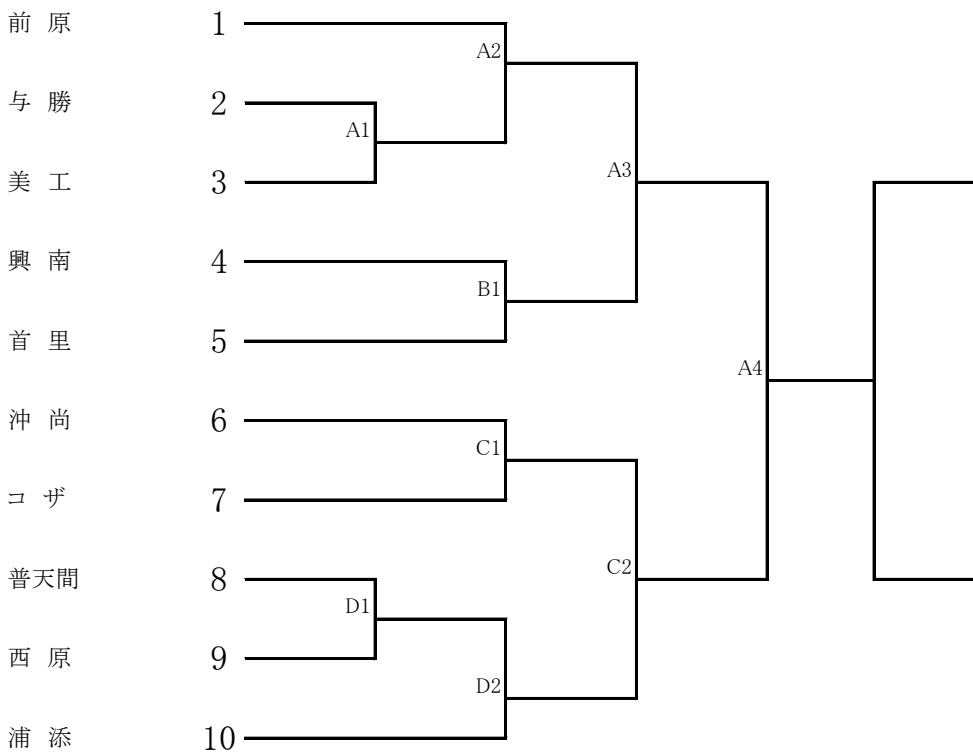 前原 1
A2
与勝 2
A1
美工 3
A3
興南 4
B1
首里 5
A4
沖尚 6
C1
コザ 7
C2
普天間 8
D1
西原 9
D2
浦添 10